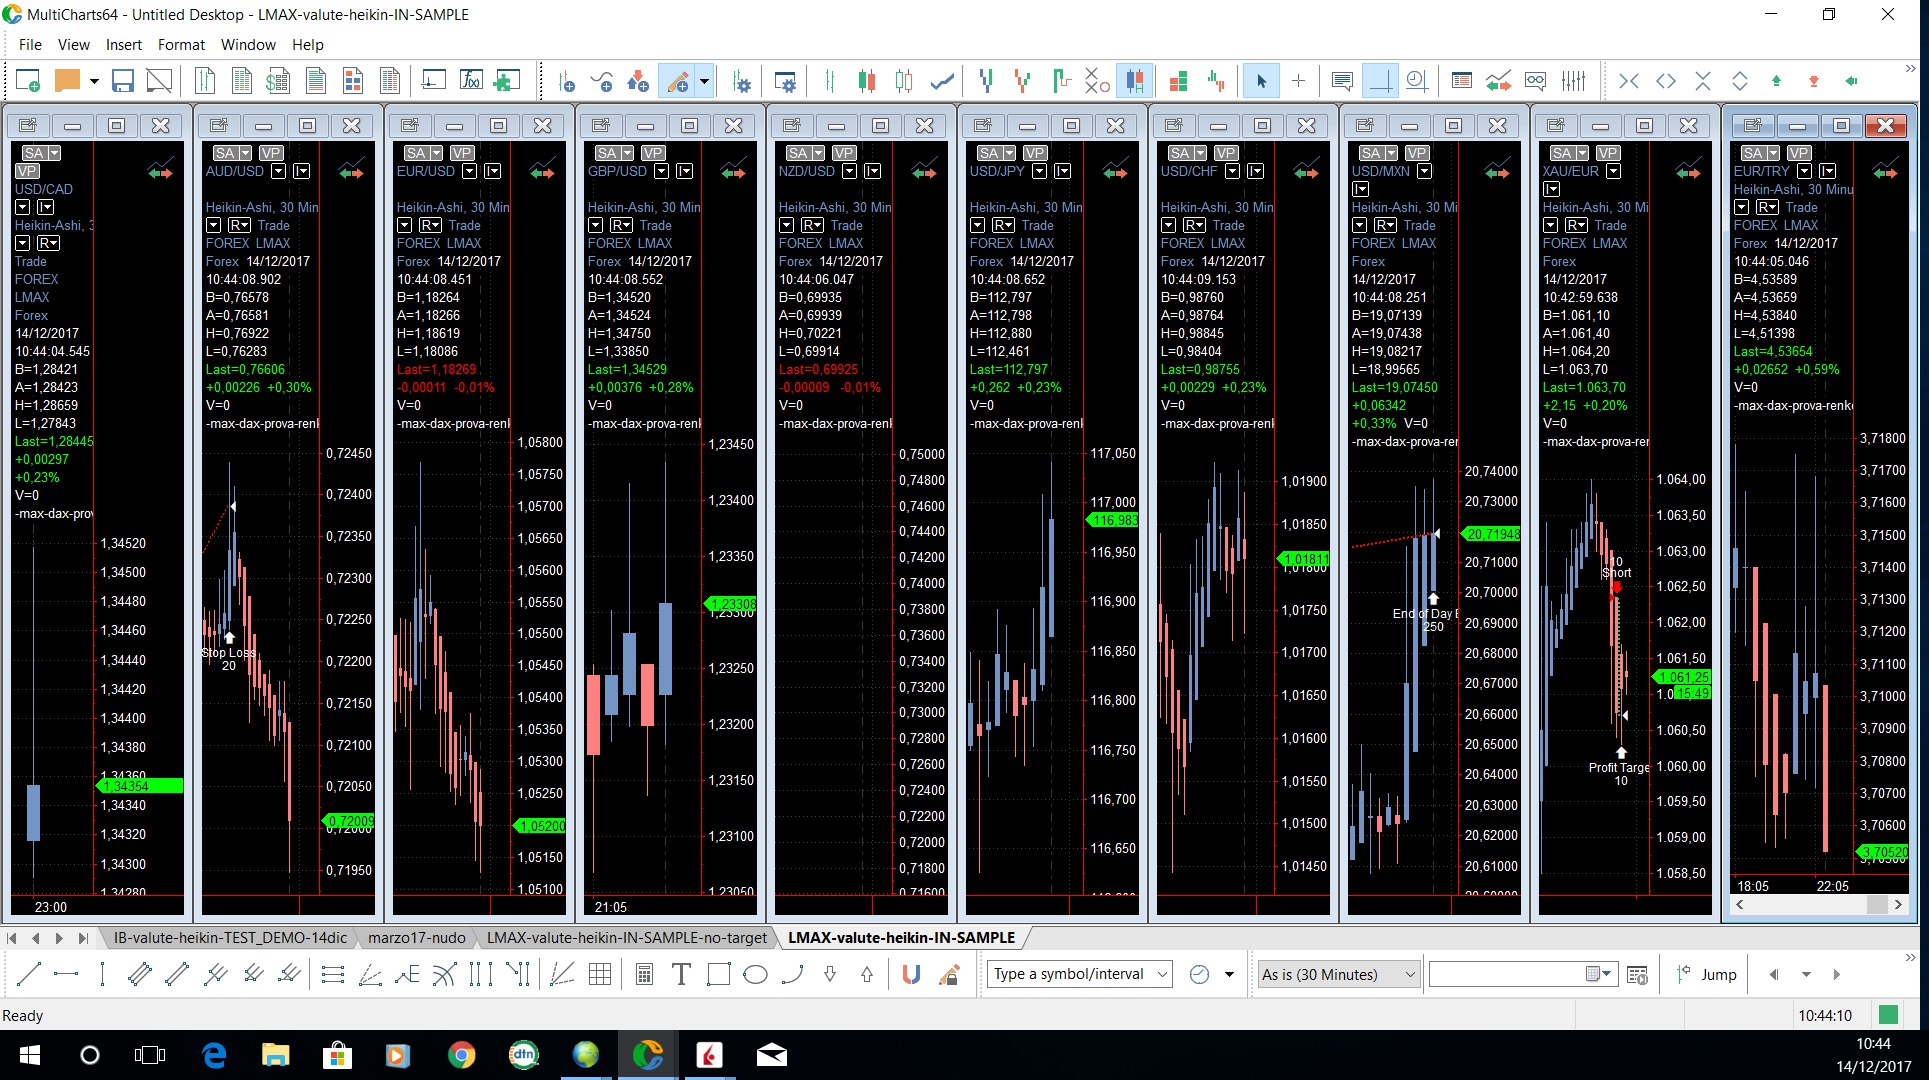 MultiCharts64 - Untitled Desktop - LMAX-valute-heikin-IN-SAMPLE
File View Insert Format Window Help
SA
VP
USD/CAD
Heikin-Ashi, 3
R
Trade
FOREX
LMAX
Forex
14/12/2017
10:44:04.545
B=1,28421
A=1,28423
H=1,28659
L=1,27843
Last=1,28445
+0,00297
+0,23%
V=0
-max-dax-prov
1,34520
1,34500
1,34480
1,34460
1,34440
1,34420
1,34400
1,34380
1,34360
1,34354
1,34340
1,34320
1,34300
1,34280
23:00
SA VP
AUD/USD
Heikin-Ashi, 30 Min
R Trade
FOREX LMAX
Forex 14/12/2017
10:44:08.902
B=0,76578
A=0,76581
H=0,76922
L=0,76283
Last=0,76606
+0,00226 +0,30%
V=0
-max-dax-prova-renl
0,72450
0,72400
0,72350
0,72300
0,72250
0,72200
0,72150
0,72100
0,72050
0,72009
0,72000
0,71950
Stop Loss
20
SA VP
EUR/USD
Heikin-Ashi, 30 Min
R Trade
FOREX LMAX
Forex 14/12/2017
10:44:08.451
B=1,18264
A=1,18266
H=1,18619
L=1,18086
Last=1,18269
-0,00011 -0,01%
V=0
-max-dax-prova-renl
1,05800
1,05750
1,05700
1,05650
1,05600
1,05550
1,05500
1,05450
1,05400
1,05350
1,05300
1,05250
1,05200
1,05150
1,05100
SA VP
GBP/USD
Heikin-Ashi, 30 Min
R Trade
FOREX LMAX
Forex 14/12/2017
10:44:08.552
B=1,34520
A=1,34524
H=1,34750
L=1,33850
Last=1,34529
+0,00376 +0,28%
V=0
-max-dax-prova-renl
1,23450
1,23400
1,23350
1,23308
1,23300
1,23250
1,23200
1,23150
1,23100
1,23050
21:05
SA VP
NZD/USD
Heikin-Ashi, 30 Min
R Trade
FOREX LMAX
Forex 14/12/2017
10:44:06.047
B=0,69935
A=0,69939
H=0,70221
L=0,69914
Last=0,69925
-0,00009 -0,01%
V=0
-max-dax-prova-renl
0,75000
0,74800
0,74600
0,74400
0,74200
0,74000
0,73800
0,73600
0,73400
0,73200
0,73000
0,72800
0,72600
0,72400
0,72200
0,72000
0,71800
0,71600
SA VP
USD/JPY
Heikin-Ashi, 30 Min
R Trade
FOREX LMAX
Forex 14/12/2017
10:44:08.652
B=112,797
A=112,798
H=112,880
L=112,461
Last=112,797
+0,262 +0,23%
V=0
-max-dax-prova-renl
117,050
117,000
116,983
116,950
116,900
116,850
116,800
116,750
116,700
116,650
SA VP
USD/CHF
Heikin-Ashi, 30 Min
R Trade
FOREX LMAX
Forex 14/12/2017
10:44:09.153
B=0,98760
A=0,98764
H=0,98845
L=0,98404
Last=0,98755
+0,00229 +0,23%
V=0
-max-dax-prova-renl
1,01900
1,01850
1,01811
1,01800
1,01750
1,01700
1,01650
1,01600
1,01550
1,01500
1,01450
SA VP
USD/MXN
Heikin-Ashi, 30 Mi
R Trade
FOREX LMAX
Forex
14/12/2017
10:44:08.251
B=19,07139
A=19,07438
H=19,08217
L=18,99565
Last=19,07450
+0,06342
+0,33% V=0
-max-dax-prova-rer
20,74000
20,73000
20,71948
20,71000
20,70000
20,69000
20,68000
20,67000
20,66000
20,65000
20,64000
20,63000
20,62000
20,61000
20,60000
End of Day E
250
SA VP
XAU/EUR
Heikin-Ashi, 30 Mi
R Trade
FOREX LMAX
Forex
14/12/2017
10:42:59.638
B=1.061,10
A=1.061,40
H=1.064,20
L=1.063,70
Last=1.063,70
+2,15 +0,20%
V=0
-max-dax-prova-rer
1.064,00
1.063,50
1.063,00
1.062,50
1.062,00
1.061,50
1.061,25
15,49
1.060,50
1.060,00
1.059,50
1.059,00
1.058,50
10
Short
Profit Targe
10
SA VP
EUR/TRY
Heikin-Ashi, 30 Minu
R Trade
FOREX LMAX
Forex 14/12/2017
10:44:05.046
B=4,53589
A=4,53659
H=4,53840
L=4,51398
Last=4,53654
+0,02652 +0,59%
V=0
-max-dax-prova-renk
3,71800
3,71700
3,71600
3,71500
3,71400
3,71300
3,71200
3,71100
3,71000
3,70900
3,70800
3,70700
3,70600
3,70520
18:05 22:05
IB-valute-heikin-TEST_DEMO-14dic marzo17-nudo LMAX-valute-heikin-IN-SAMPLE-no-target LMAX-valute-heikin-IN-SAMPLE
T Type a symbol/interval As is (30 Minutes) Jump
Ready 10:44:10
dtn
10:44
14/12/2017